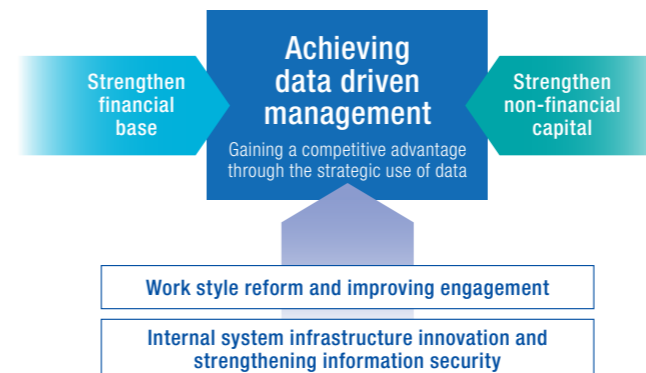 Strengthen
financial
base
Achieving
data driven
management
Gaining a competitive advantage
through the strategic use of data
Strengthen
non-financial
capital
Work style reform and improving engagement
Internal system infrastructure innovation and
strengthening information security